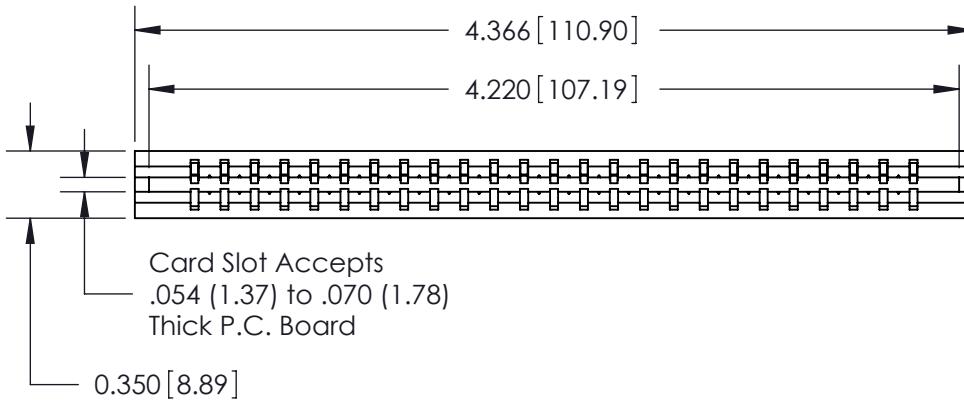 4.366 [110.90]
4.220 [107.19]
Card Slot Accepts
.054 (1.37) to .070 (1.78)
Thick P.C. Board
0.350 [8.89]